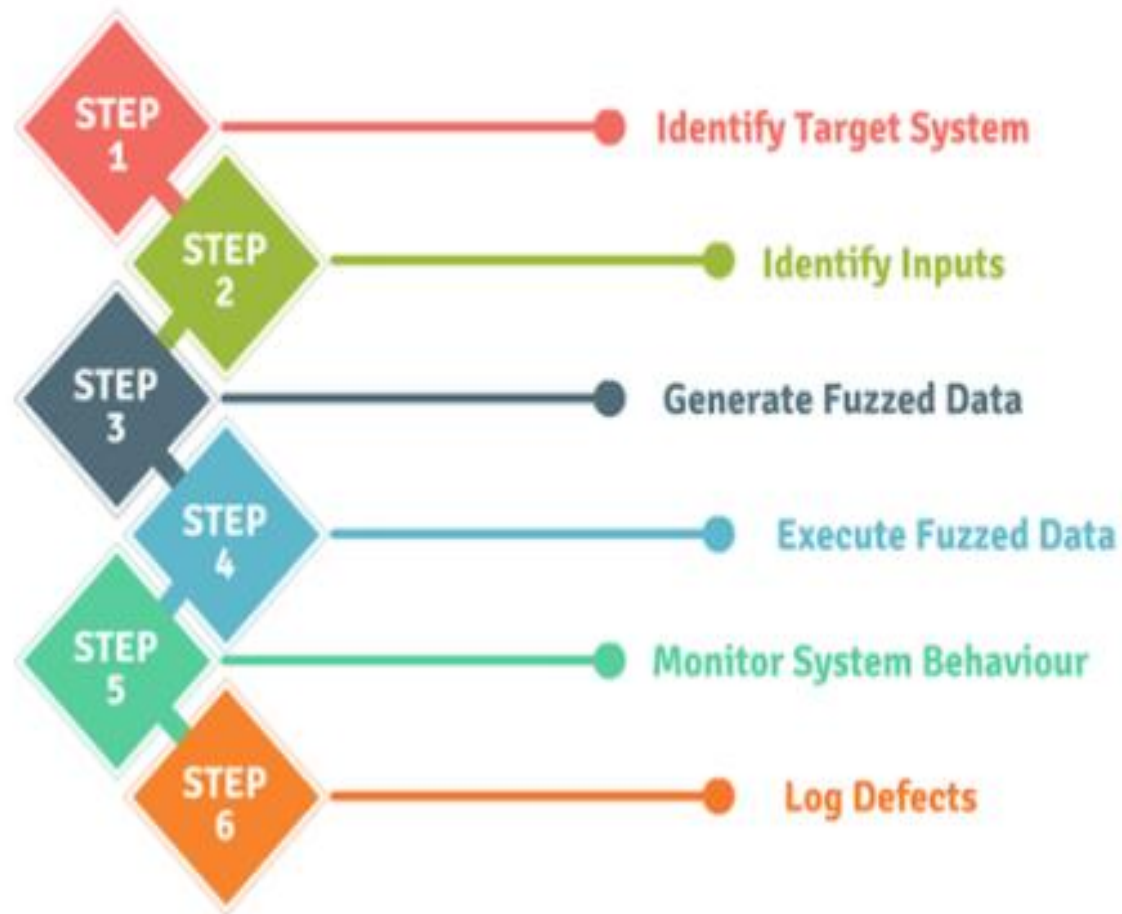 STEP
1
Identify Target System
STEP
2
Identify Inputs
STEP
3
Generate Fuzzed Data
STEP
4
Execute Fuzzed Data
STEP
5
Monitor System Behaviour
STEP
6
Log Defects